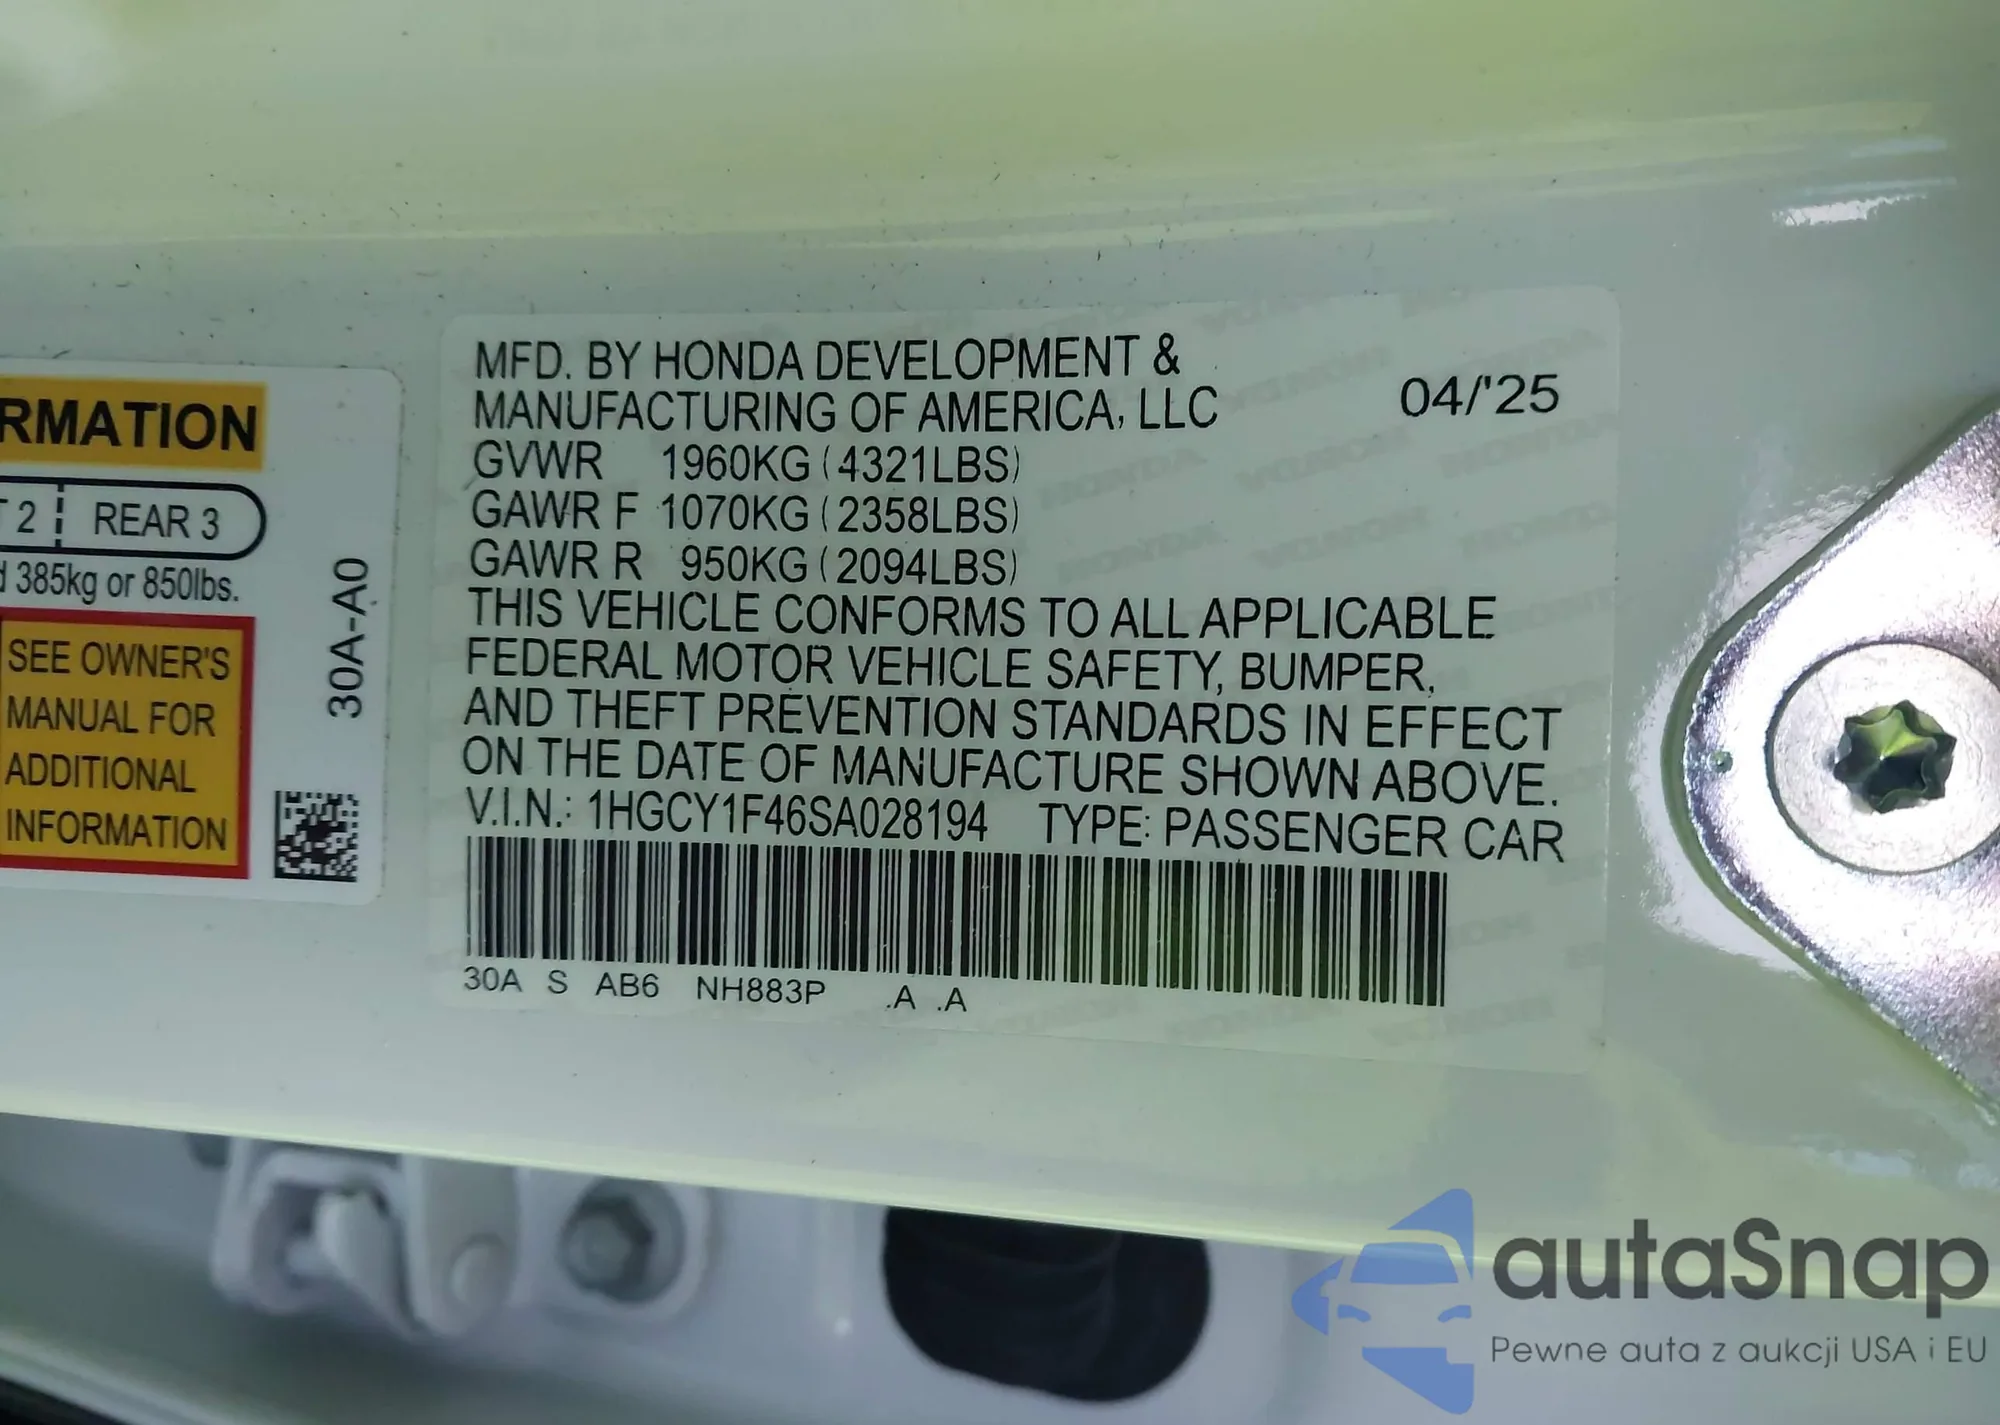 RMATION
T 2 REAR 3
385kg or 850lbs.
SEE OWNER'S
MANUAL FOR
ADDITIONAL
INFORMATION
30A-A0
MFD. BY HONDA DEVELOPMENT &
MANUFACTURING OF AMERICA, LLC
04/'25
GVWR 1960KG (4321LBS)
GAWR F 1070KG (2358LBS)
GAWR R 950KG (2094LBS)
THIS VEHICLE CONFORMS TO ALL APPLICABLE
FEDERAL MOTOR VEHICLE SAFETY, BUMPER,
AND THEFT PREVENTION STANDARDS IN EFFECT
ON THE DATE OF MANUFACTURE SHOWN ABOVE.
V.I.N.: 1HGCY1F46SA028194 TYPE: PASSENGER CAR
30A S AB6 NH883P .A .A
autaSnap
Pewne auta z aukcji USA i EU